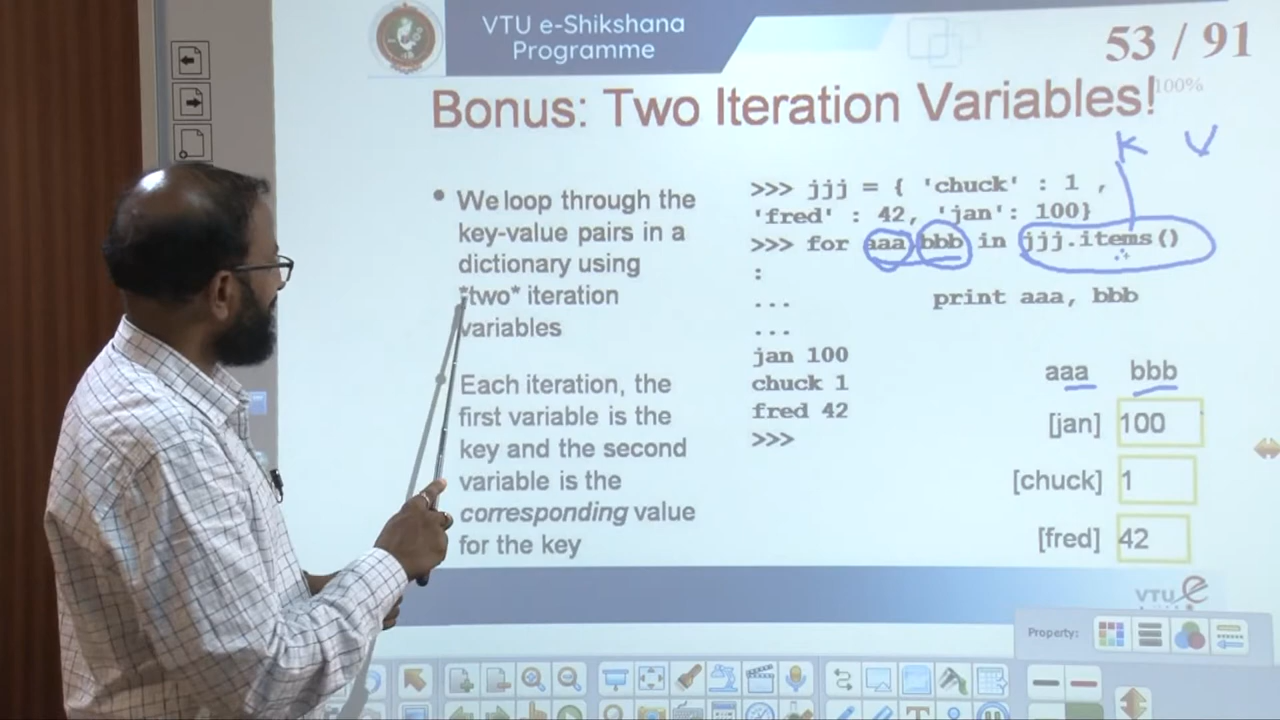 VTU e-Shikshana
Programme
53 / 91
Bonus: Two Iteration Variables!
100%
K V
• We loop through the
key-value pairs in a
dictionary using
*two* iteration
variables
Each iteration, the
first variable is the
key and the second
variable is the
corresponding value
for the key
>>> jjj = { 'chuck' : 1 ,
'fred' : 42, 'jan': 100}
>>> for aaa,bbb in jjj.items()
:
...
print aaa, bbb
...
jan 100
chuck 1
fred 42
>>>
aaa bbb
[jan] 100
[chuck] 1
[fred] 42
VTU e
Property: